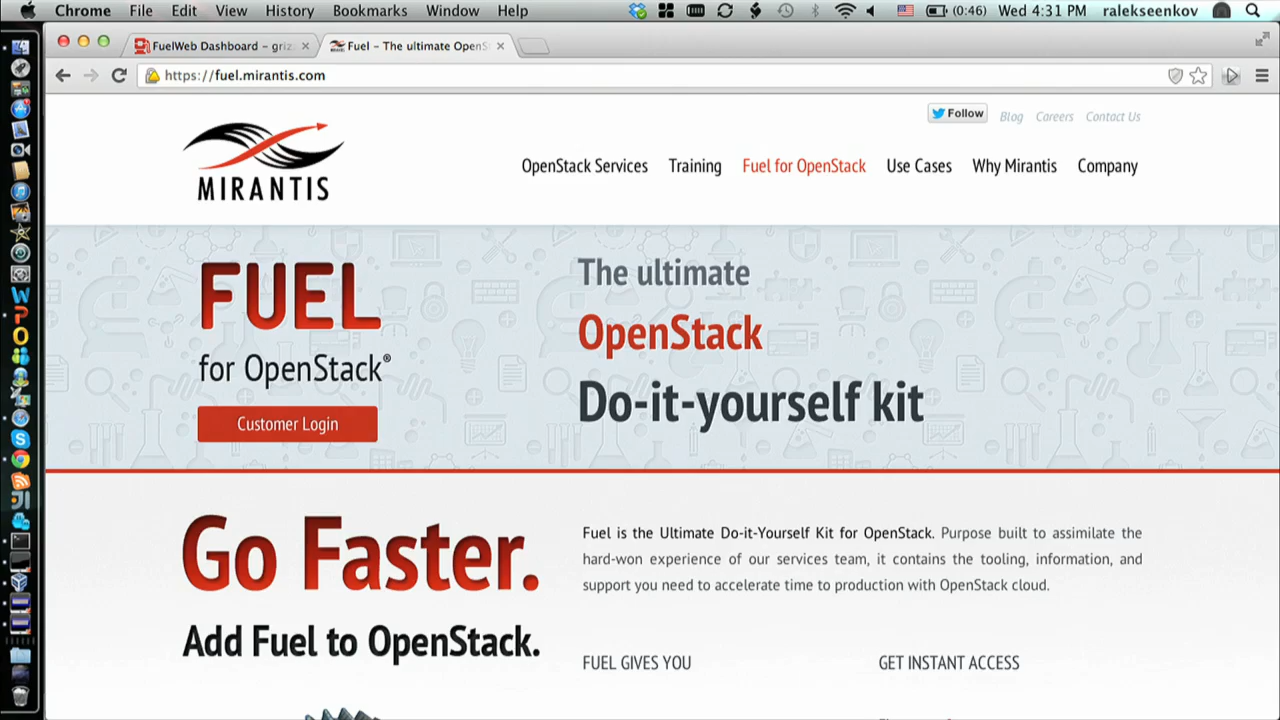 Chrome File Edit View History Bookmarks Window Help (0:46) Wed 4:31 PM ralekseenkov
FuelWeb Dashboard – griz Fuel – The ultimate OpenS
https://fuel.mirantis.com
Follow Blog Careers Contact Us
MIRANTIS
OpenStack Services Training Fuel for OpenStack Use Cases Why Mirantis Company
FUEL
for OpenStack®
Customer Login
The ultimate
OpenStack
Do-it-yourself kit
Go Faster.
Add Fuel to OpenStack.
Fuel is the Ultimate Do-it-Yourself Kit for OpenStack. Purpose built to assimilate the
hard-won experience of our services team, it contains the tooling, information, and
support you need to accelerate time to production with OpenStack cloud.
FUEL GIVES YOU
GET INSTANT ACCESS